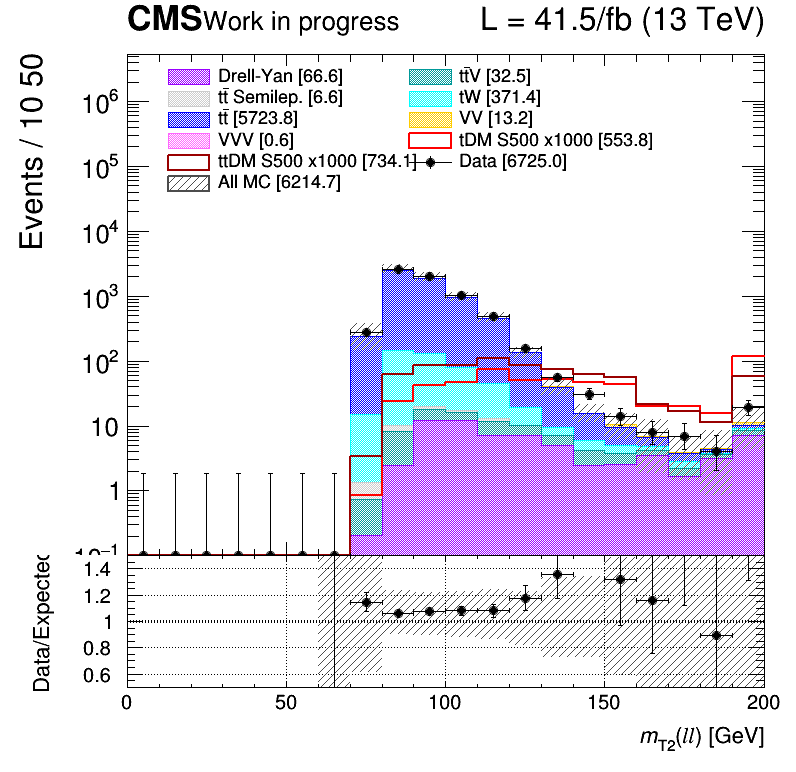 CMS Work in progress L = 41.5/fb (13 TeV)
Events / 10 50
Drell-Yan [66.6] tt̄V [32.5]
tt̄ Semilep. [6.6] tW [371.4]
tt̄ [5723.8] VV [13.2]
VVV [0.6] tDM S500 x1000 [553.8]
ttDM S500 x1000 [734.1] Data [6725.0]
All MC [6214.7]
10⁶
10⁵
10⁴
10³
10²
10
1
10⁻¹
Data/Expected
1.4
1.2
1
0.8
0.6
0 50 100 150 200
m_T2(ll) [GeV]